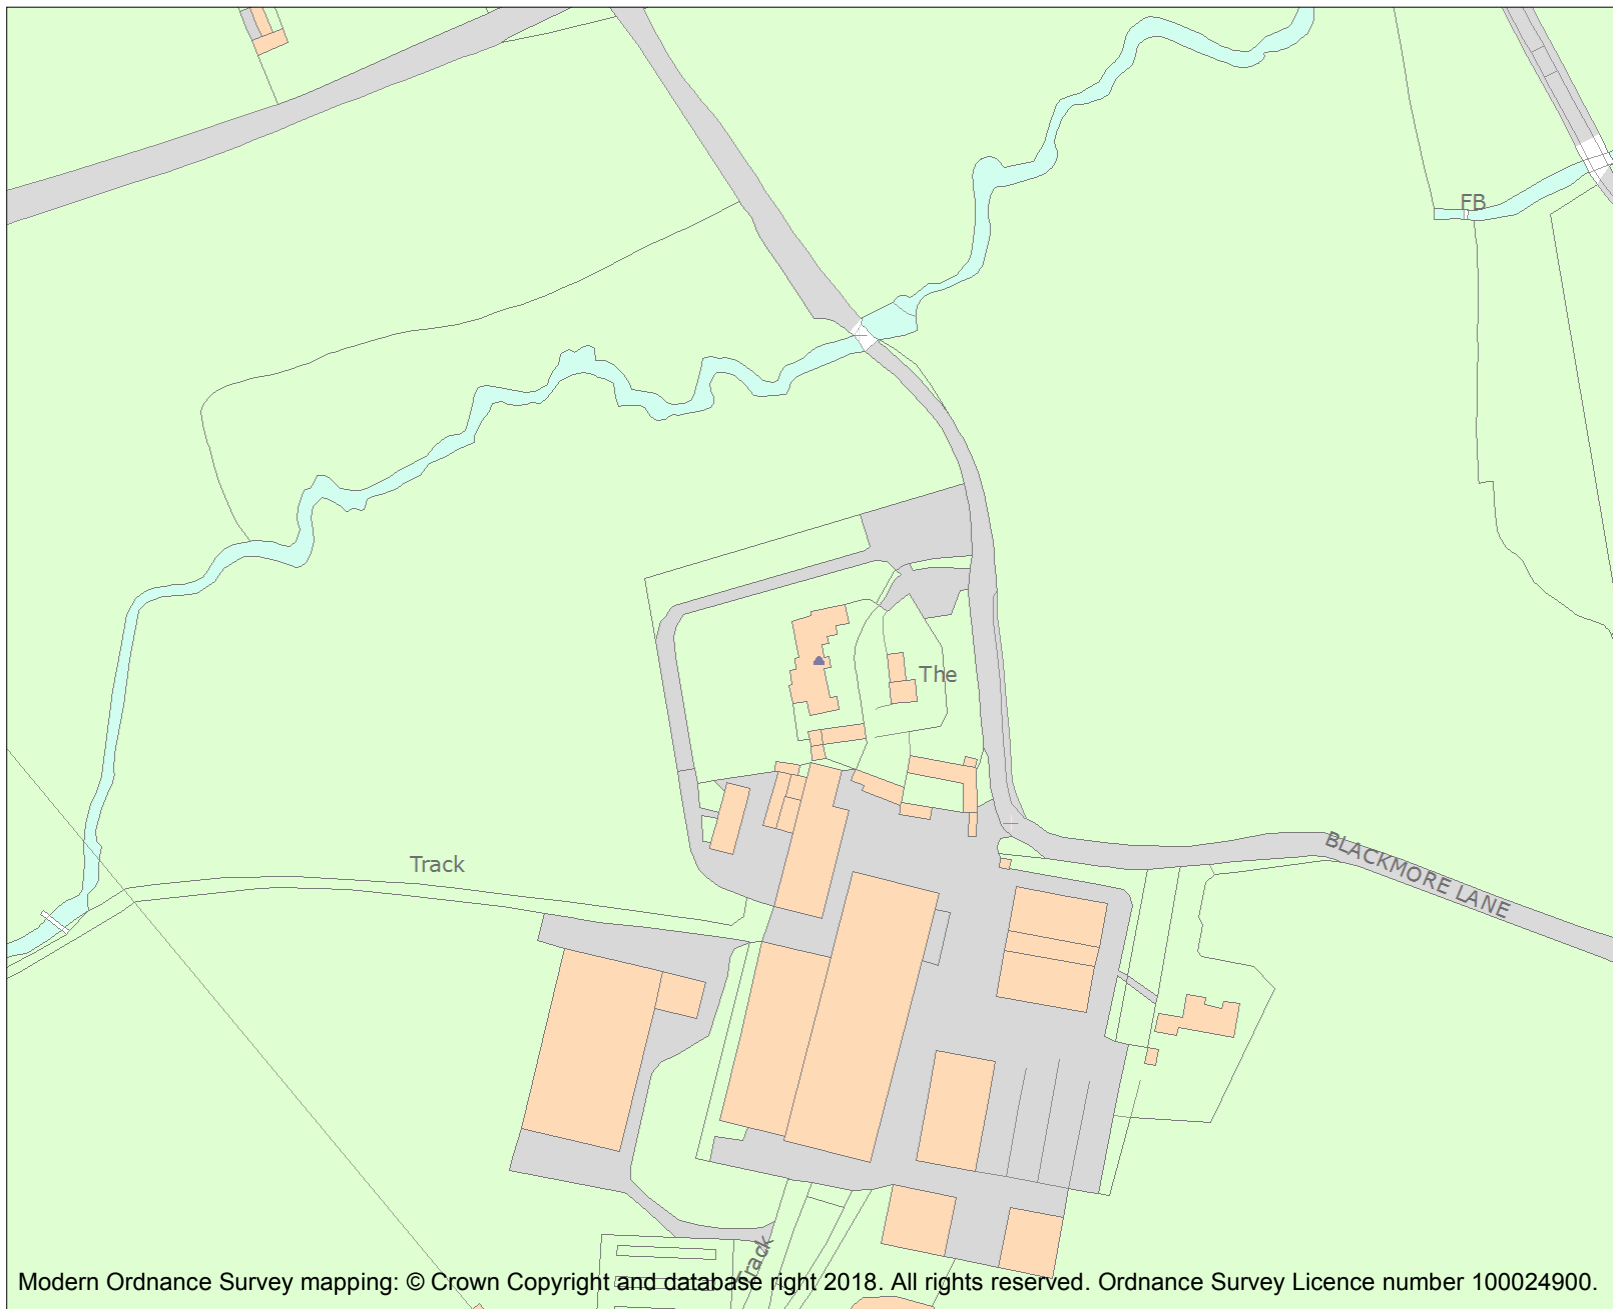 FB
The
Track
BLACKMORE LANE
Track
Modern Ordnance Survey mapping: © Crown Copyright and database right 2018. All rights reserved. Ordnance Survey Licence number 100024900.